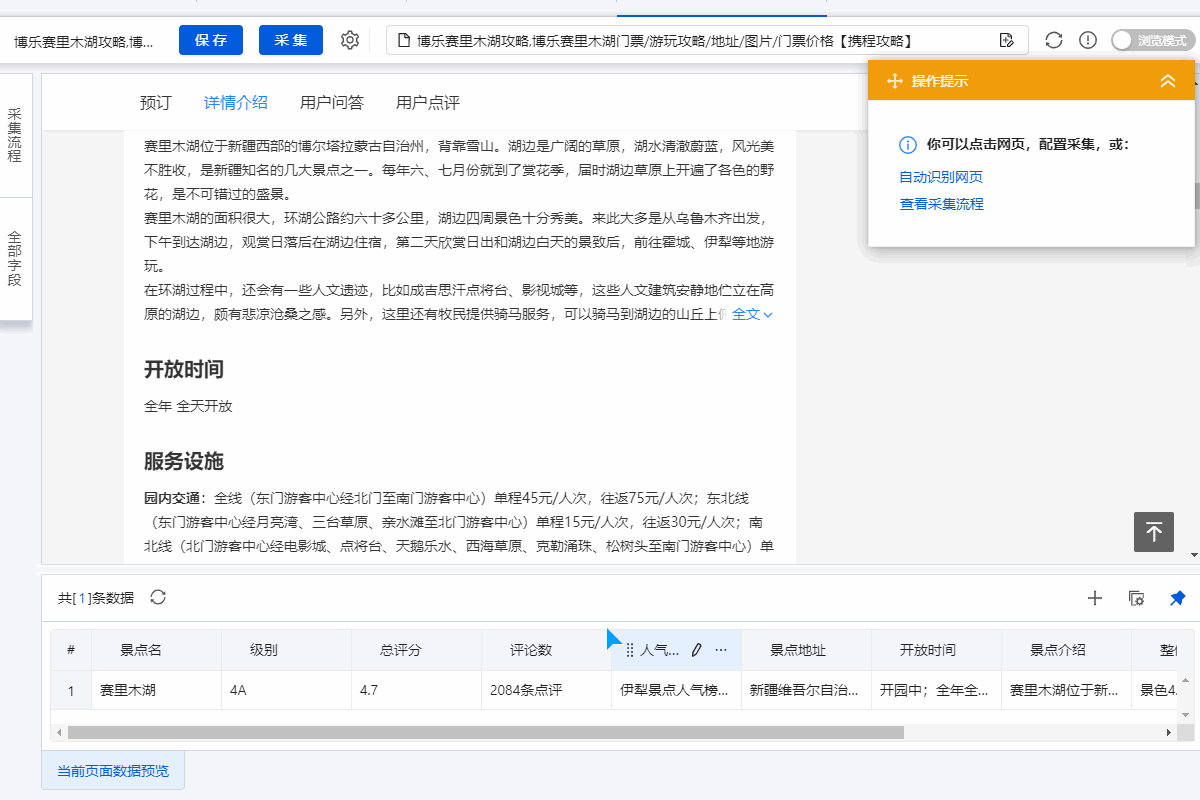 博乐赛里木湖攻略,博...
保存
采集
博乐赛里木湖攻略,博乐赛里木湖门票/游玩攻略/地址/图片/门票价格【携程攻略】
浏览模式
采集流程
全部字段
预订
详情介绍
用户问答
用户点评
赛里木湖位于新疆西部的博尔塔拉蒙古自治州，背靠雪山。湖边是广阔的草原，湖水清澈蔚蓝，风光美
不胜收，是新疆知名的几大景点之一。每年六、七月份就到了赏花季，届时湖边草原上开遍了各色的野
花，是不可错过的盛景。
赛里木湖的面积很大，环湖公路约六十多公里，湖边四周景色十分秀美。来此大多是从乌鲁木齐出发，
下午到达湖边，观赏日落后在湖边住宿，第二天欣赏日出和湖边白天的景致后，前往霍城、伊犁等地游
玩。
在环湖过程中，还会有一些人文遗迹，比如成吉思汗点将台、影视城等，这些人文建筑安静地伫立在高
原的湖边，颇有悲凉沧桑之感。另外，这里还有牧民提供骑马服务，可以骑马到湖边的山丘上 全文
开放时间
全年 全天开放
服务设施
园内交通：全线（东门游客中心经北门至南门游客中心）单程45元/人次，往返75元/人次；东北线
（东门游客中心经月亮湾、三台草原、亲水滩至北门游客中心）单程15元/人次，往返30元/人次；南
北线（北门游客中心经电影城、点将台、天鹅乐水、西海草原、克勒涌珠、松树头至南门游客中心）单
操作提示
你可以点击网页，配置采集，或：
自动识别网页
查看采集流程
共[1]条数据
# 景点名 级别 总评分 评论数 人气... 景点地址 开放时间 景点介绍 整
1 赛里木湖 4A 4.7 2084条点评 伊犁景点人气榜... 新疆维吾尔自治... 开园中；全年全... 赛里木湖位于新... 景色4.
当前页面数据预览